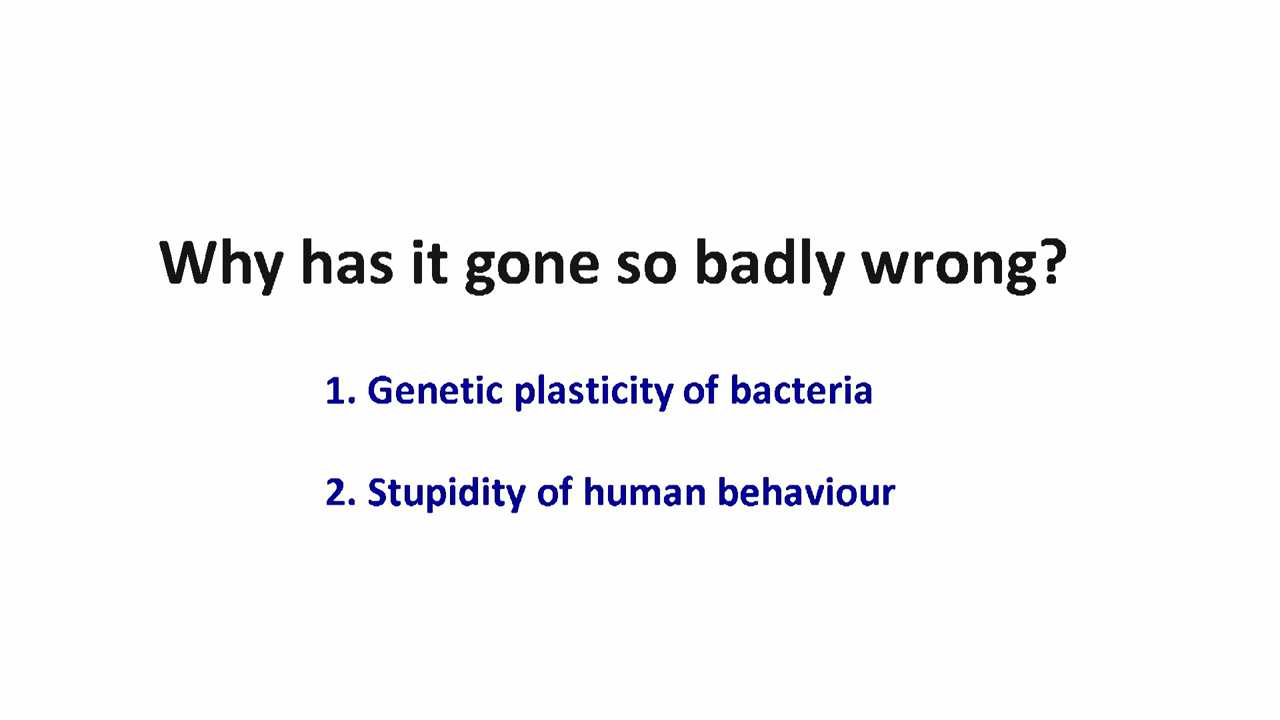 Why has it gone so badly wrong?
1. Genetic plasticity of bacteria
2. Stupidity of human behaviour